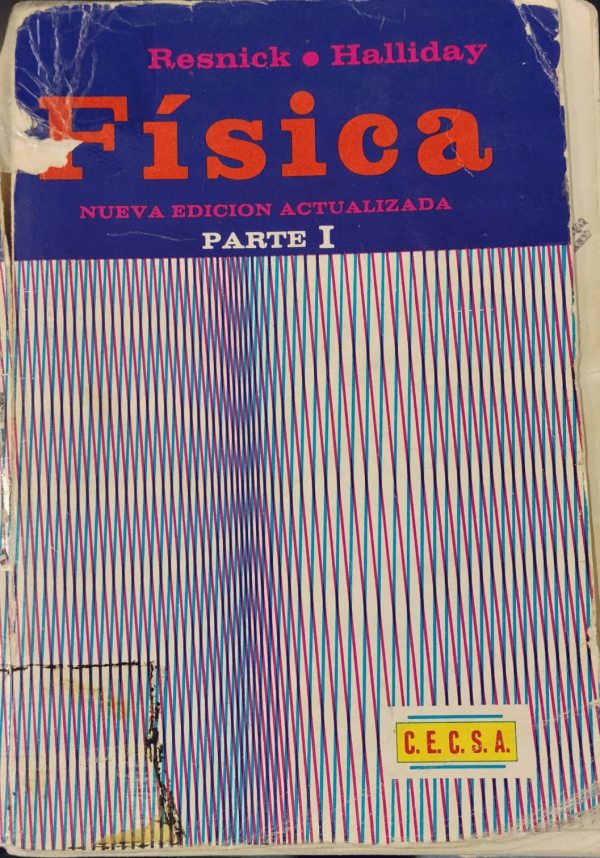 Resnick • Halliday
Física
NUEVA EDICION ACTUALIZADA
PARTE I
C. E. C. S. A.